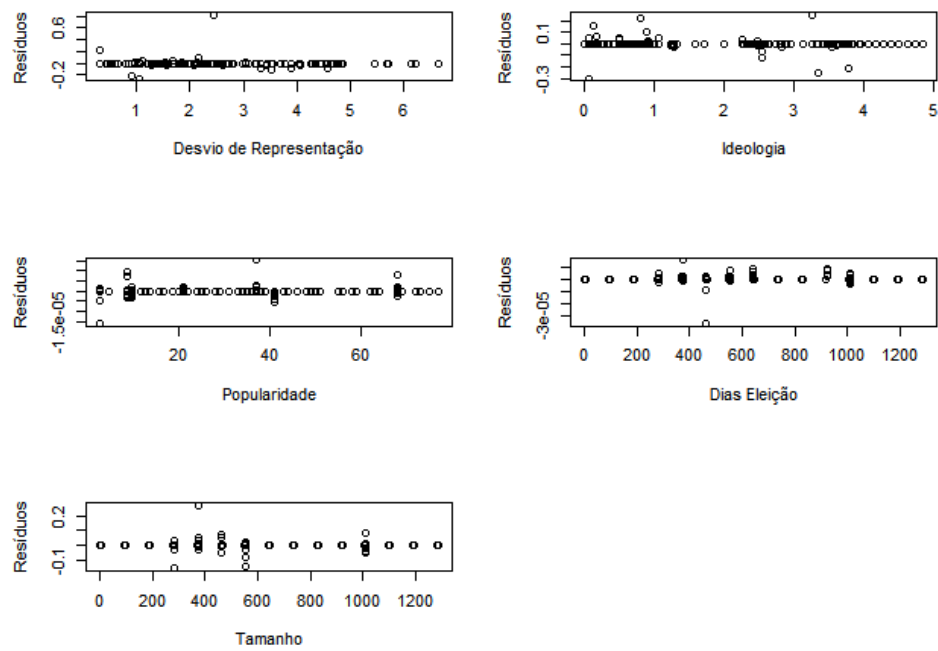 Resíduos
-0.2 0.6
1 2 3 4 5 6
Desvio de Representação
Resíduos
-0.3 0.1
0 1 2 3 4 5
Ideologia
Resíduos
-1.5e-05
20 40 60
Popularidade
Resíduos
-3e-05
0 200 400 600 800 1000 1200
Dias Eleição
Resíduos
-0.1 0.2
0 200 400 600 800 1000 1200
Tamanho